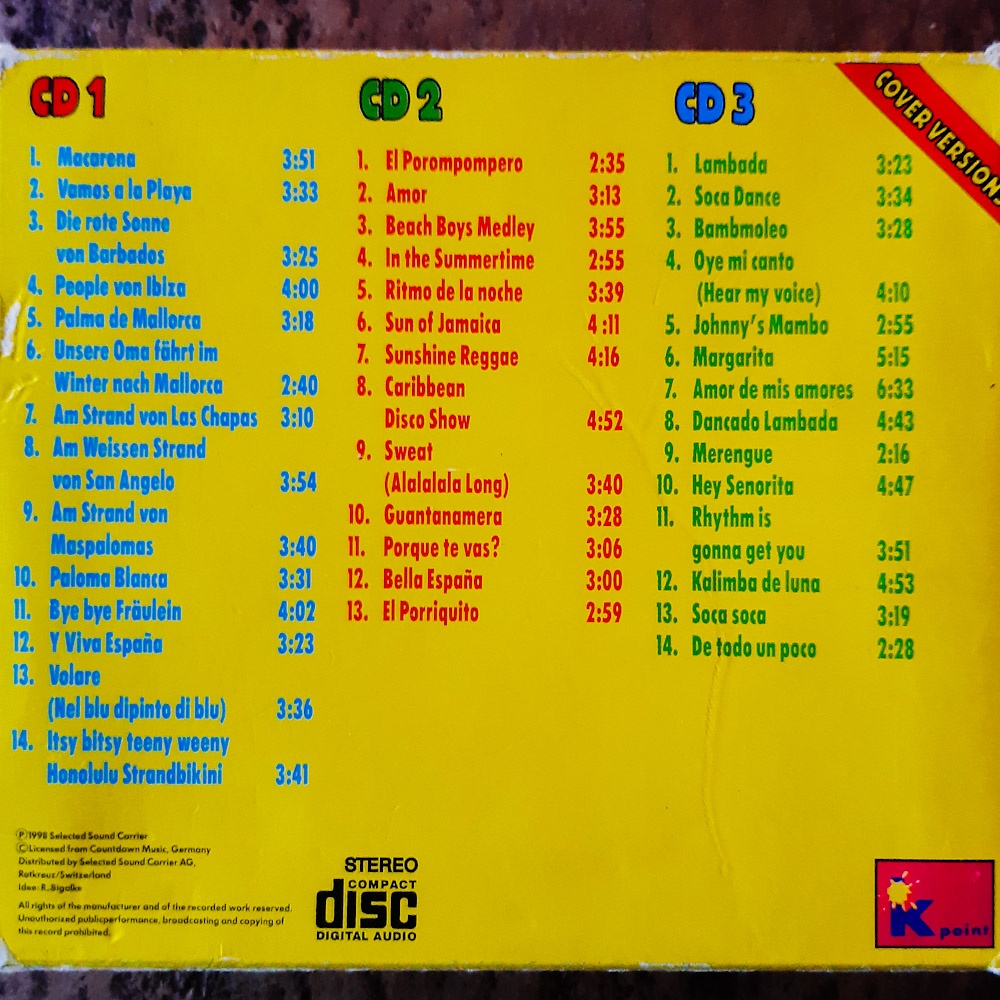 CD 1
1. Macarena 3:51
2. Vamos a la Playa 3:33
3. Die rote Sonne
von Barbados 3:25
4. People von Ibiza 4:00
5. Palma de Mallorca 3:18
6. Unsere Oma fährt im
Winter nach Mallorca 2:40
7. Am Strand von Las Chapas 3:10
8. Am Weissen Strand
von San Angelo 3:54
9. Am Strand von
Maspalomas 3:40
10. Paloma Blanca 3:31
11. Bye bye Fräulein 4:02
12. Y Viva España 3:23
13. Volare
(Nel blu dipinto di blu) 3:36
14. Itsy bitsy teeny weeny
Honolulu Strandbikini 3:41
CD 2
1. El Porompompero 2:35
2. Amor 3:13
3. Beach Boys Medley 3:55
4. In the Summertime 2:55
5. Ritmo de la noche 3:39
6. Sun of Jamaica 4 :11
7. Sunshine Reggae 4:16
8. Caribbean
Disco Show 4:52
9. Sweat
(Alalalala Long) 3:40
10. Guantanamera 3:28
11. Porque te vas? 3:06
12. Bella España 3:00
13. El Porriquito 2:59
CD 3
1. Lambada 3:23
2. Soca Dance 3:34
3. Bambmoleo 3:28
4. Oye mi canto
(Hear my voice) 4:10
5. Johnny's Mambo 2:55
6. Margarita 5:15
7. Amor de mis amores 6:33
8. Dancado Lambada 4:43
9. Merengue 2:16
10. Hey Senorita 4:47
11. Rhythm is
gonna get you 3:51
12. Kalimba de luna 4:53
13. Soca soca 3:19
14. De todo un poco 2:28
COVER VERSIONS
Ⓟ1998 Selected Sound Carrier
©Licensed from Countdown Music, Germany
Distributed by Selected Sound Carrier AG,
Rotkreuz/Switzerland
Idee: R. Bigalke
All rights of the manufacturer and of the recorded work reserved.
Unauthorized publicperformance, broadcasting and copying of
this record prohibited.
STEREO
COMPACT
disc
DIGITAL AUDIO
K point